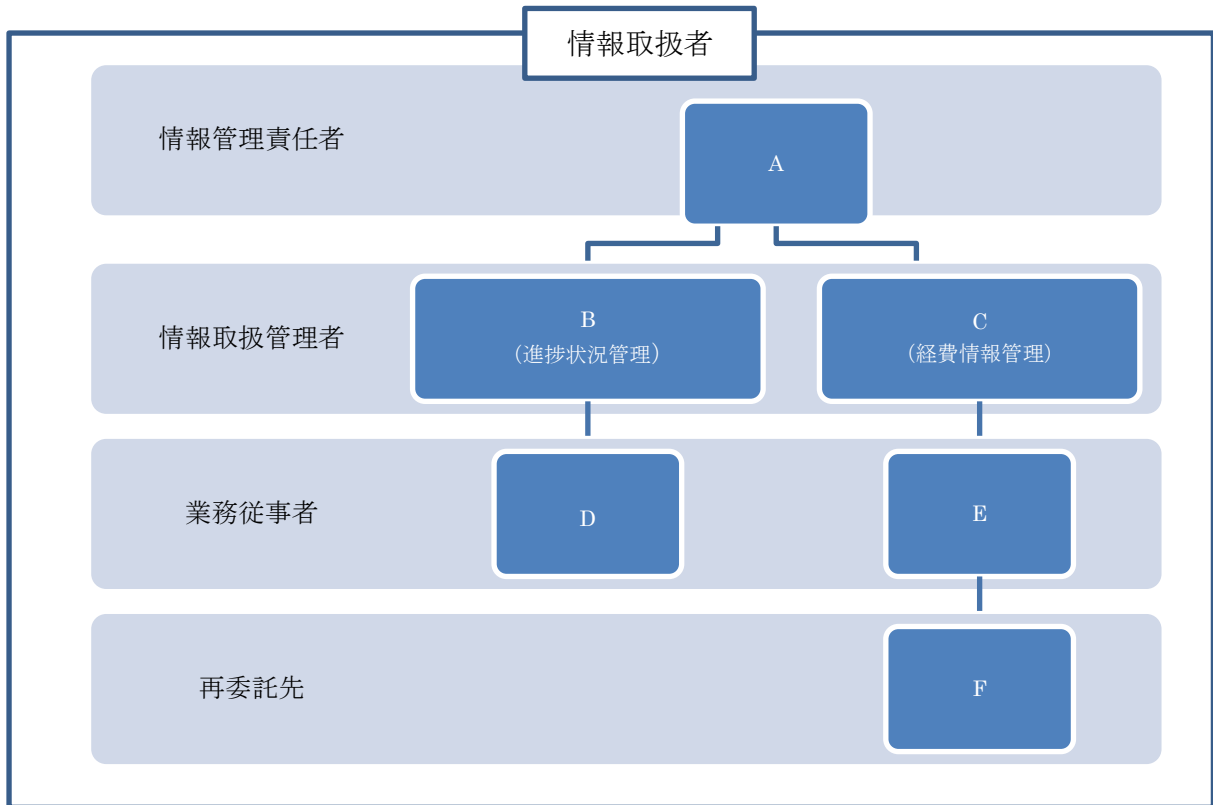 情報取扱者
情報管理責任者
A
情報取扱管理者
B
(進捗状況管理)
C
(経費情報管理)
業務従事者
D
E
再委託先
F